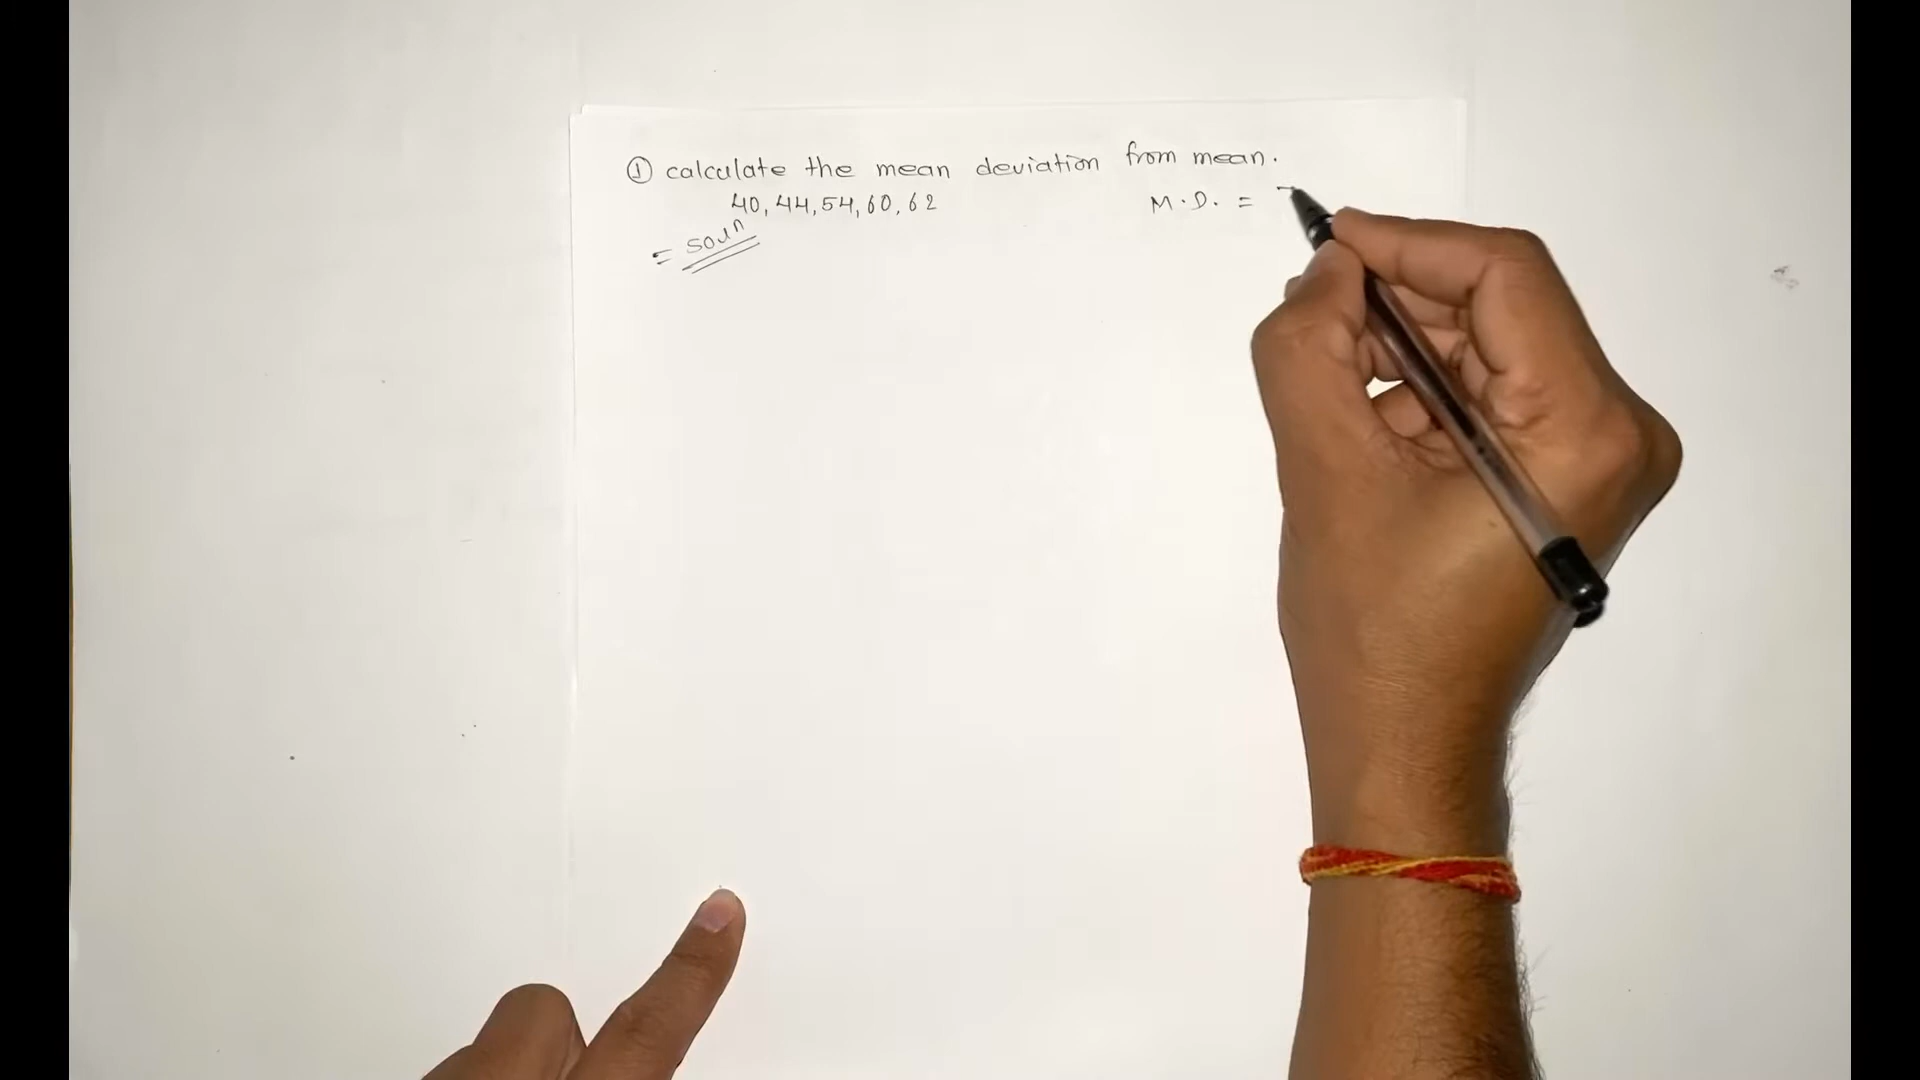 ① calculate the mean deviation from mean.
40, 44, 54, 60, 62
M.D. =
= soln